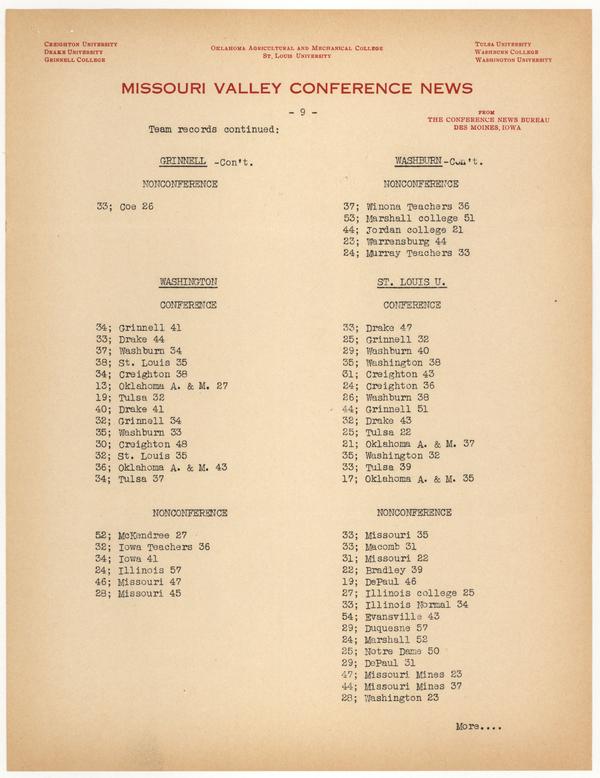 CREIGHTON UNIVERSITY
DRAKE UNIVERSITY
GRINNELL COLLEGE
OKLAHOMA AGRICULTURAL AND MECHANICAL COLLEGE
ST. LOUIS UNIVERSITY
TULSA UNIVERSITY
WASHBURN COLLEGE
WASHINGTON UNIVERSITY
MISSOURI VALLEY CONFERENCE NEWS
- 9 -
FROM
THE CONFERENCE NEWS BUREAU
DES MOINES, IOWA
Team records continued:
GRINNELL -Con't.
NONCONFERENCE
33; Coe 26
WASHBURN-Con't.
NONCONFERENCE
37; Winona Teachers 36
53; Marshall college 51
44; Jordan college 21
23; Warrensburg 44
24; Murray Teachers 33
WASHINGTON
CONFERENCE
34; Grinnell 41
33; Drake 44
37; Washburn 34
38; St. Louis 35
34; Creighton 38
13; Oklahoma A. & M. 27
19; Tulsa 32
40; Drake 41
32; Grinnell 34
35; Washburn 33
30; Creighton 48
32; St. Louis 35
36; Oklahoma A. & M. 43
34; Tulsa 37
NONCONFERENCE
52; McKendree 27
32; Iowa Teachers 36
34; Iowa 41
24; Illinois 57
46; Missouri 47
28; Missouri 45
ST. LOUIS U.
CONFERENCE
33; Drake 47
25; Grinnell 32
29; Washburn 40
35; Washington 38
31; Creighton 43
24; Creighton 36
26; Washburn 38
44; Grinnell 51
32; Drake 43
25; Tulsa 22
21; Oklahoma A. & M. 37
35; Washington 32
33; Tulsa 39
17; Oklahoma A. & M. 35
NONCONFERENCE
33; Missouri 35
33; Macomb 31
31; Missouri 22
22; Bradley 39
19; DePaul 46
27; Illinois college 25
33; Illinois Normal 34
54; Evansville 43
29; Duquesne 57
24; Marshall 52
25; Notre Dame 50
29; DePaul 31
47; Missouri Mines 23
44; Missouri Mines 37
28; Washington 23
More....